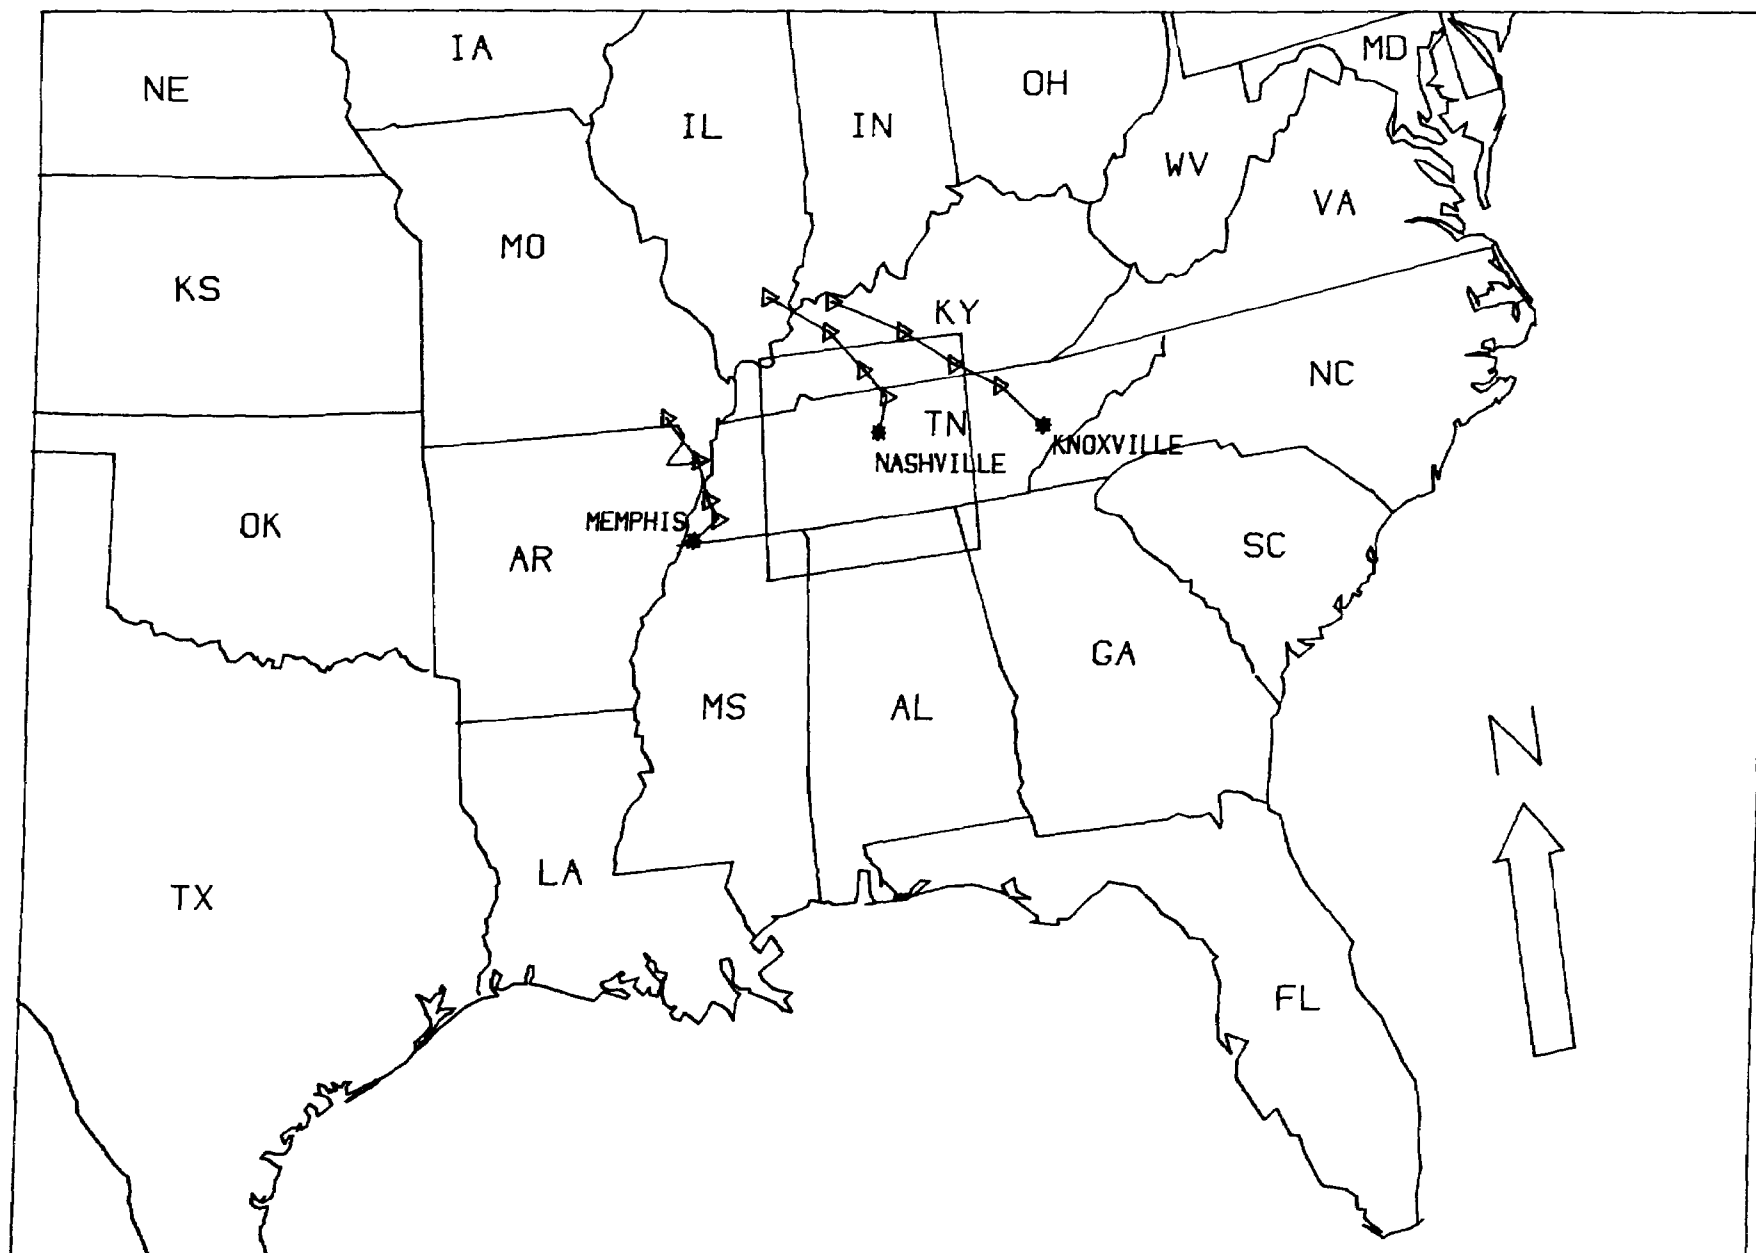 IA
MD
NE
OH
IL
IN
WV
VA
MO
KS
KY
NC
TN
KNOXVILLE
NASHVILLE
MEMPHIS
OK
AR
SC
GA
MS
AL
N
LA
TX
FL